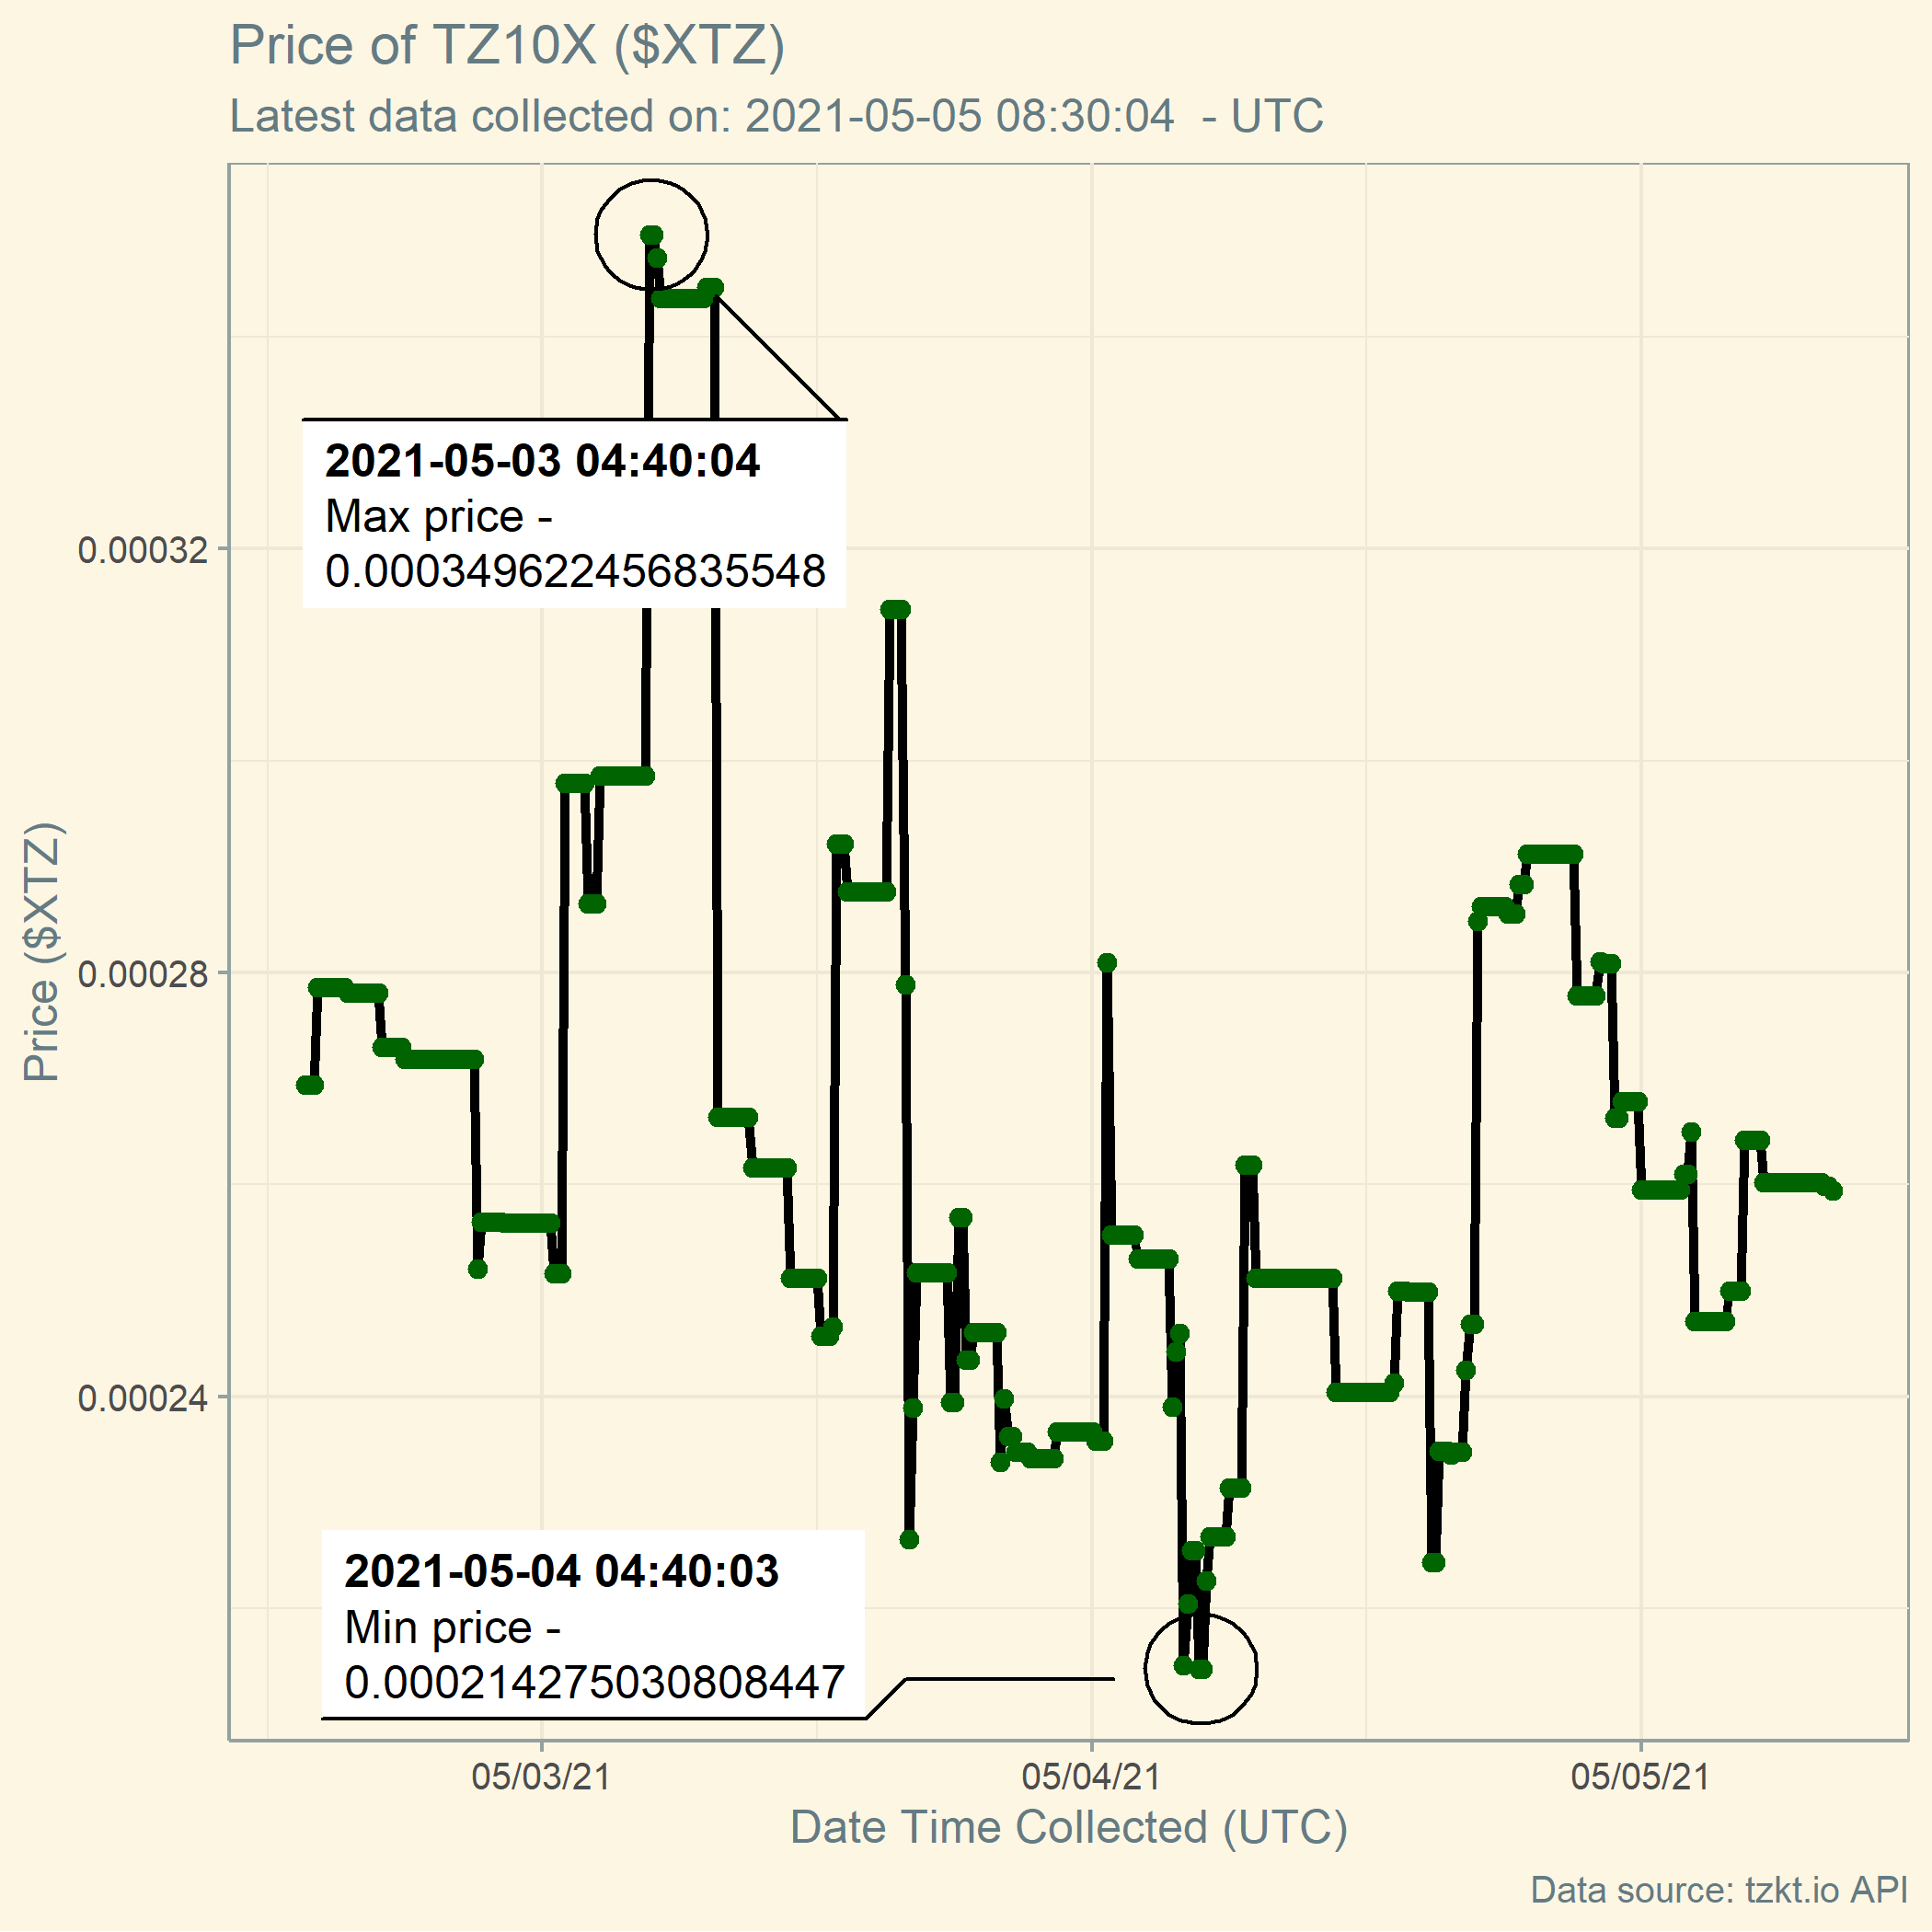 Price of TZ10X ($XTZ)
Latest data collected on: 2021-05-05 08:30:04  - UTC
2021-05-03 04:40:04
Max price -
0.000349622456835548
0.00032
0.00028
0.00024
Price ($XTZ)
2021-05-04 04:40:03
Min price -
0.000214275030808447
05/03/21
05/04/21
05/05/21
Date Time Collected (UTC)
Data source: tzkt.io API